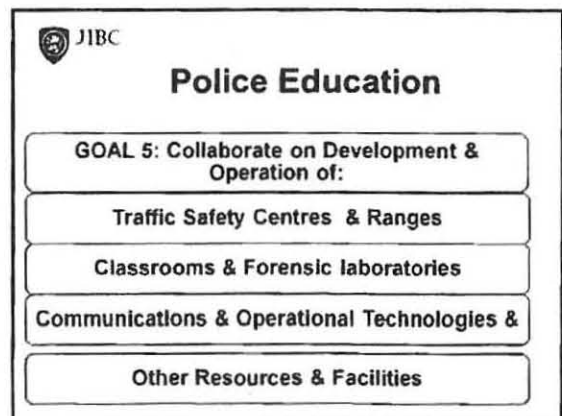 JIBC
Police Education
GOAL 5: Collaborate on Development &
Operation of:
Traffic Safety Centres & Ranges
Classrooms & Forensic laboratories
Communications & Operational Technologies &
Other Resources & Facilities